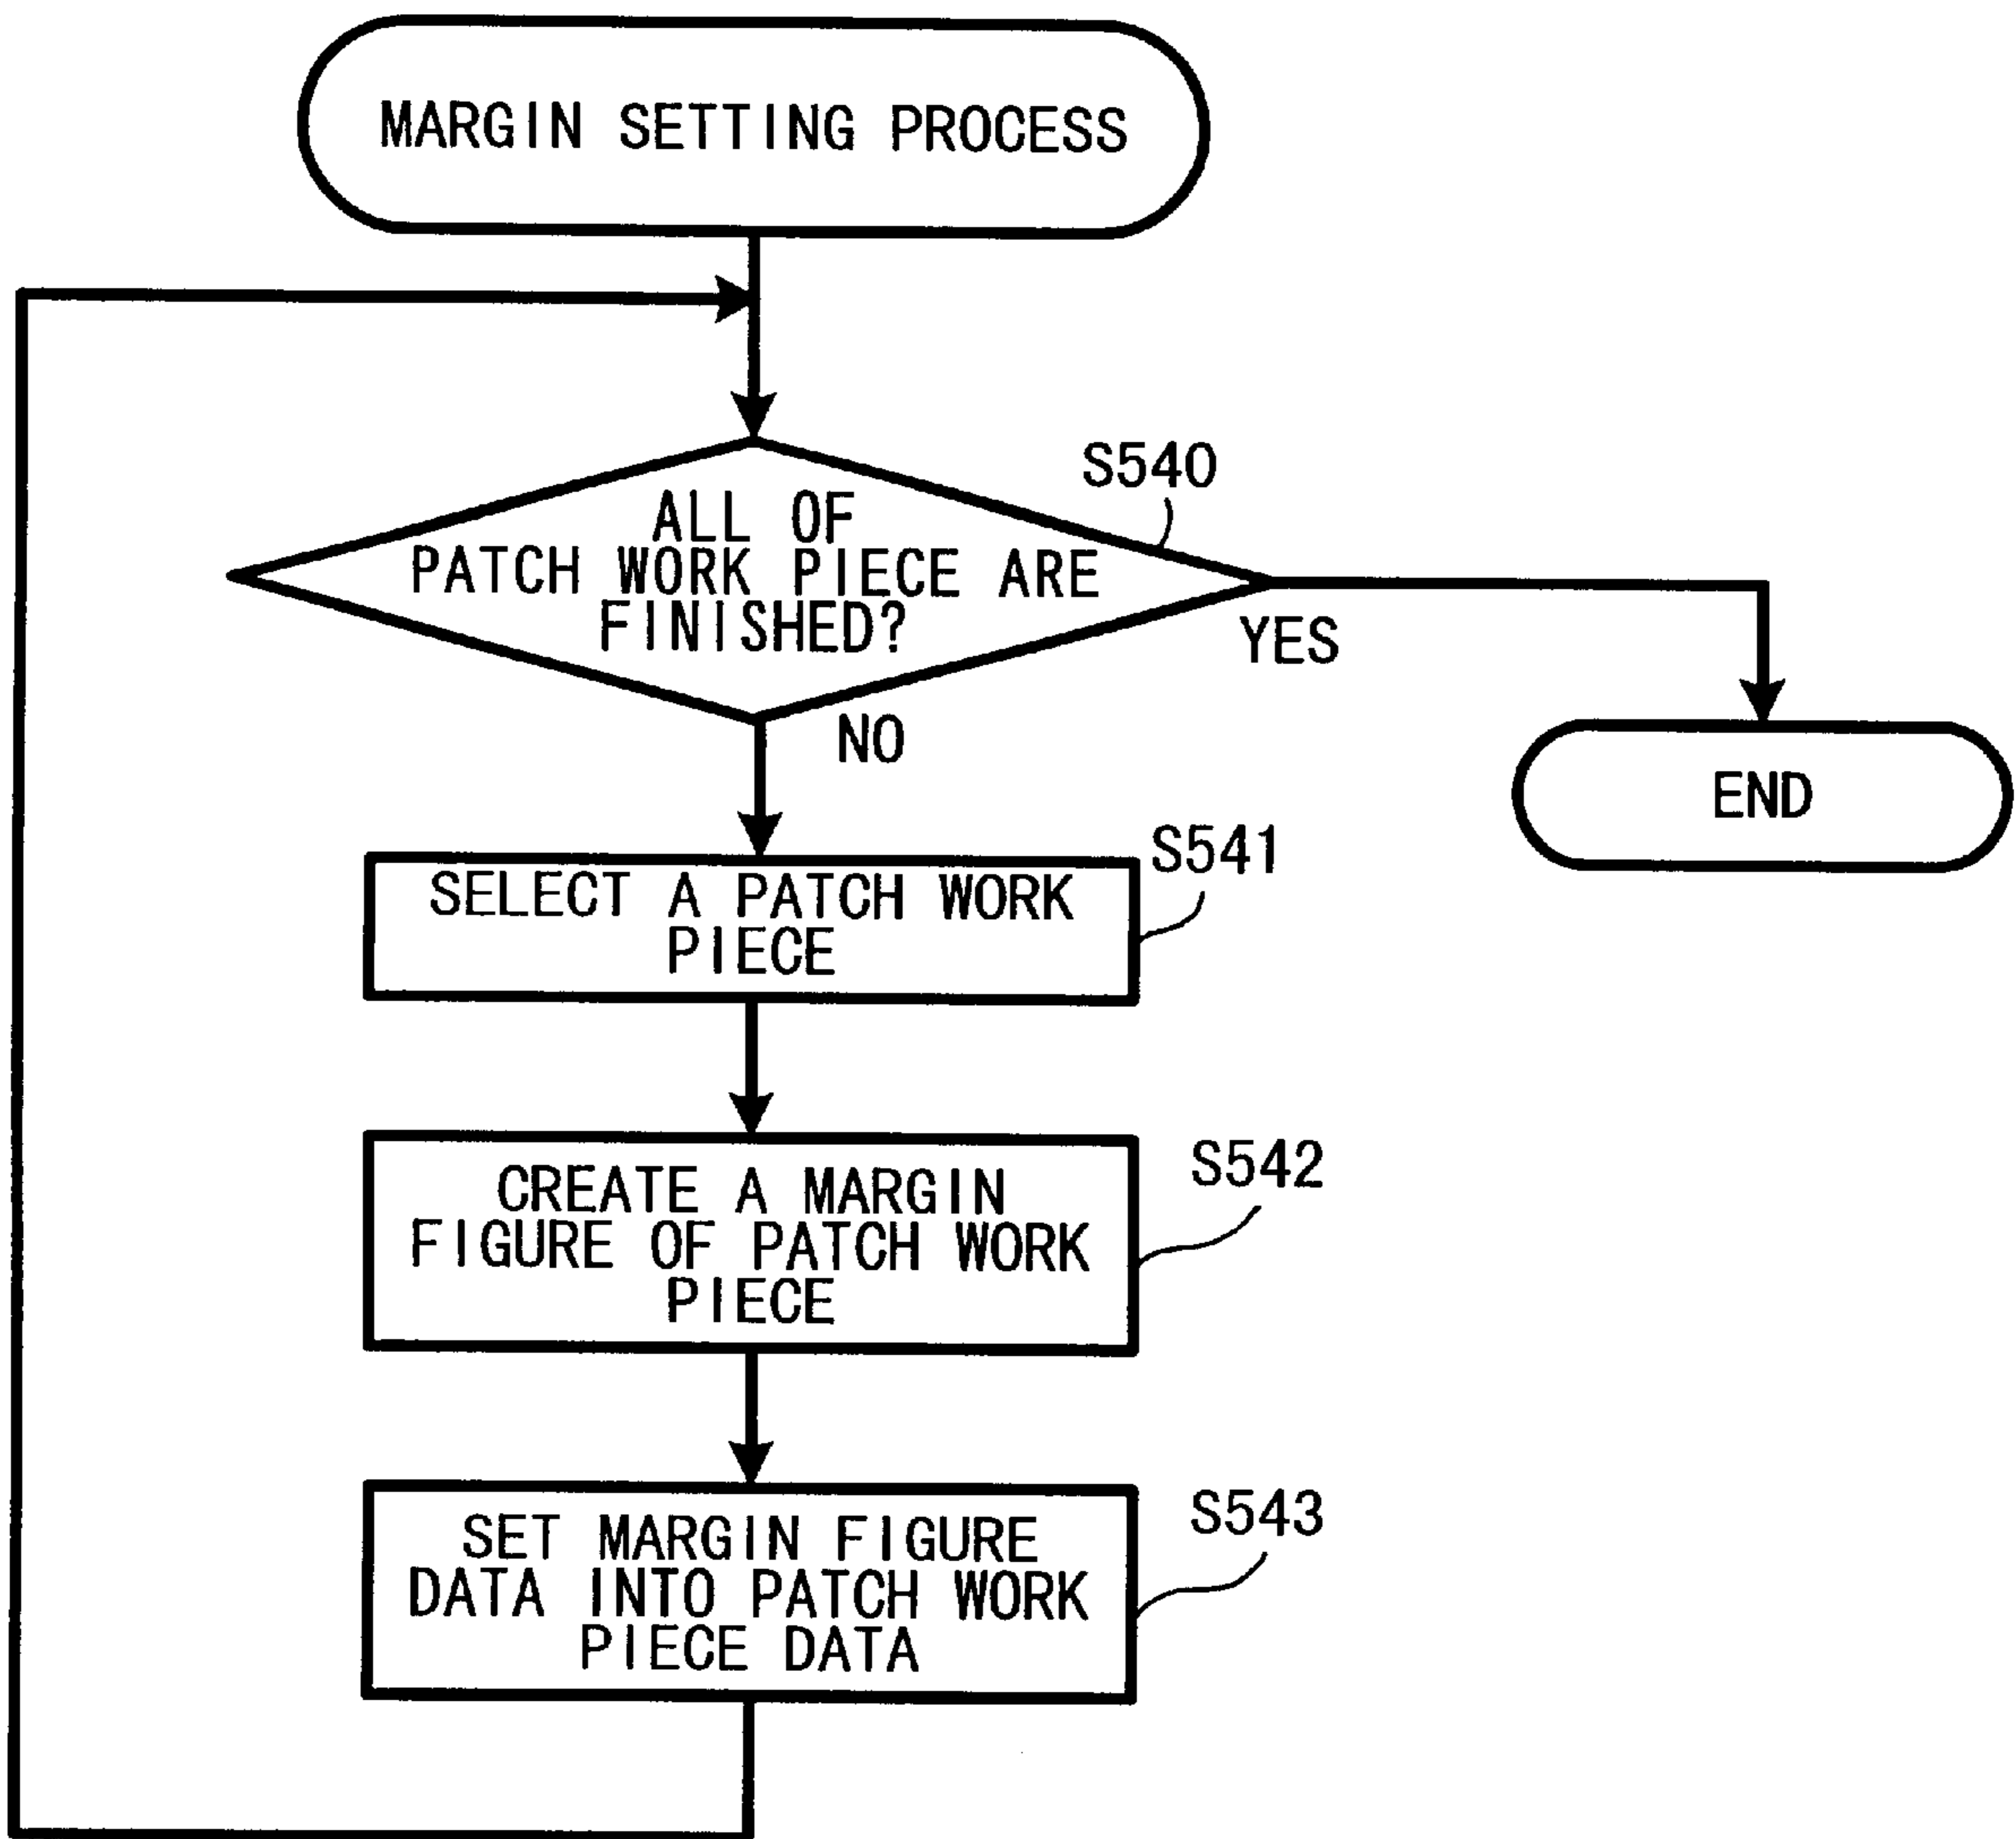 MARGIN SETTING PROCESS
S540
ALL OF
PATCH WORK PIECE ARE
FINISHED?
YES
NO
END
S541
SELECT A PATCH WORK
PIECE
S542
CREATE A MARGIN
FIGURE OF PATCH WORK
PIECE
S543
SET MARGIN FIGURE
DATA INTO PATCH WORK
PIECE DATA